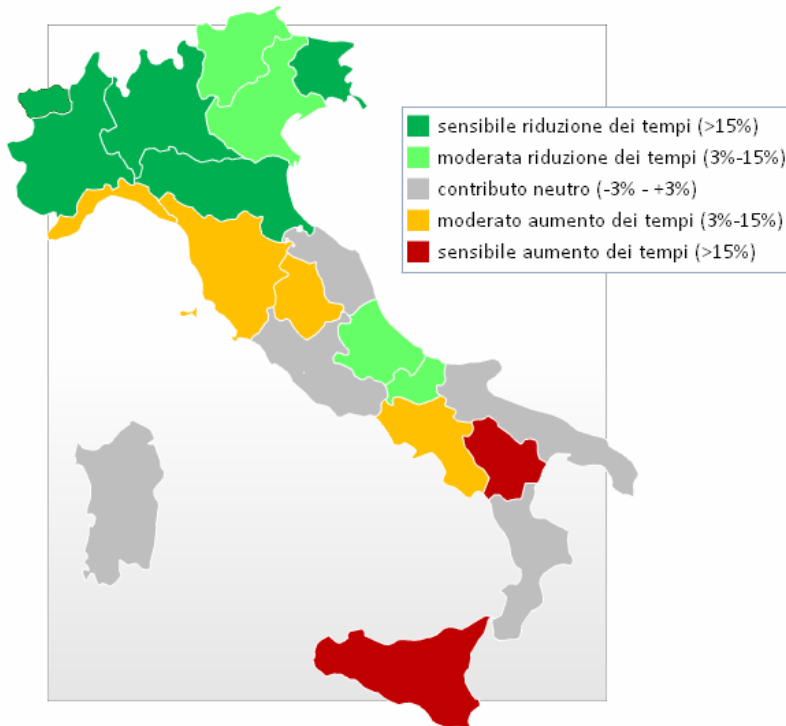 sensibile riduzione dei tempi (>15%)
moderata riduzione dei tempi (3%-15%)
contributo neutro (-3% - +3%)
moderato aumento dei tempi (3%-15%)
sensibile aumento dei tempi (>15%)